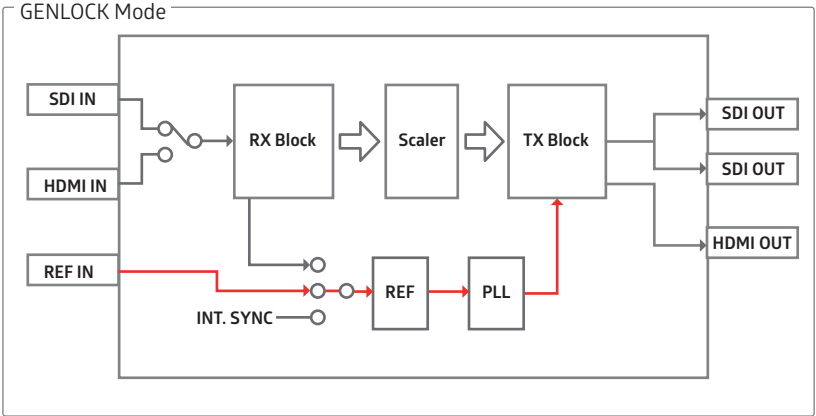 GENLOCK Mode
SDI IN
HDMI IN
REF IN
RX Block
Scaler
TX Block
SDI OUT
SDI OUT
HDMI OUT
REF
PLL
INT. SYNC